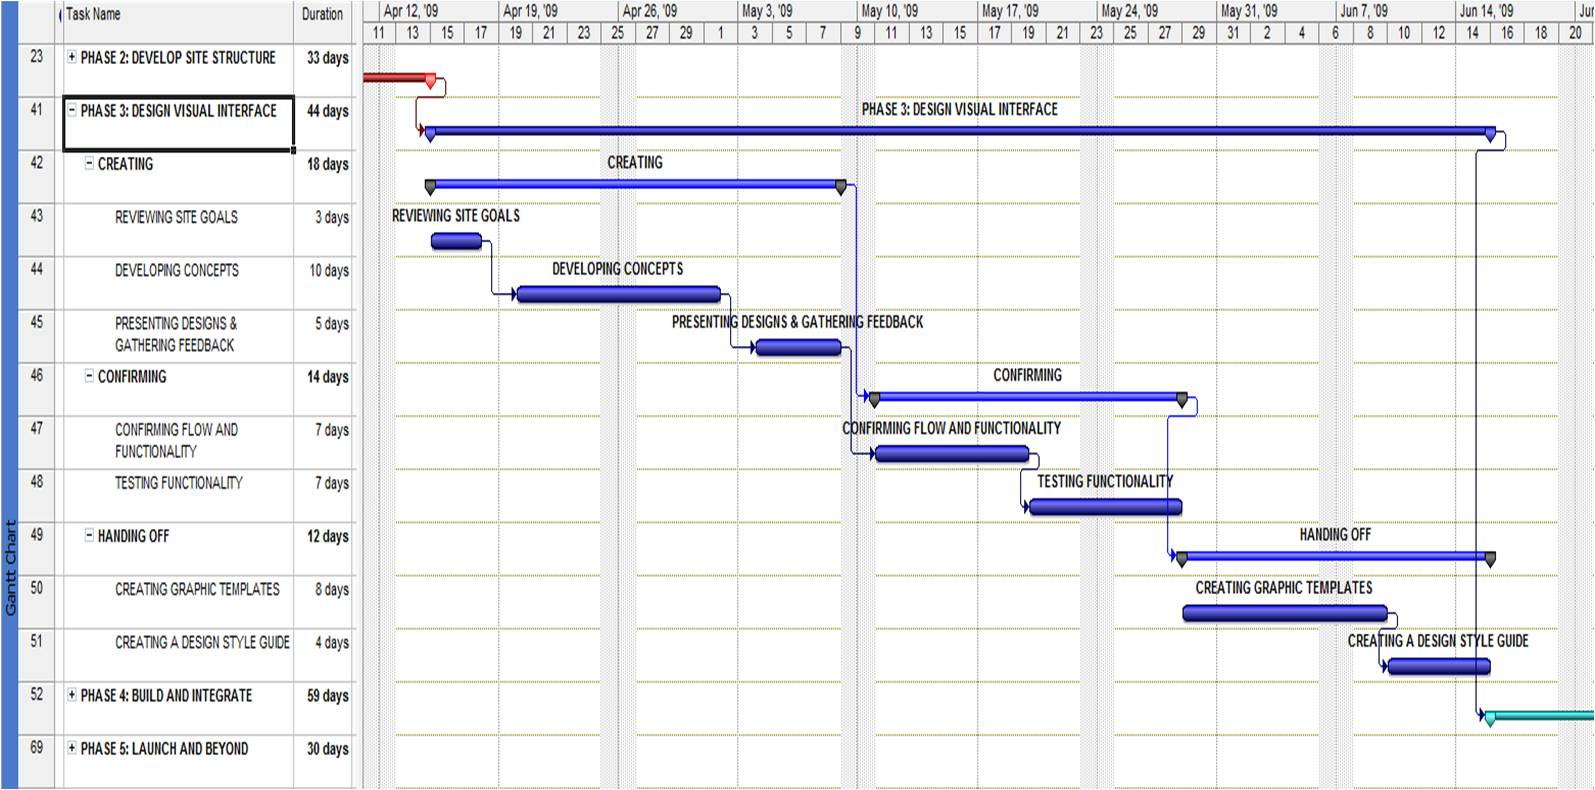 Task Name Duration Apr 12, '09 Apr 19, '09 Apr 26, '09 May 3, '09 May 10, '09 May 17, '09 May 24, '09 May 31, '09 Jun 7, '09 Jun 14, '09 Jun
11 13 15 17 19 21 23 25 27 29 1 3 5 7 9 11 13 15 17 19 21 23 25 27 29 31 2 4 6 8 10 12 14 16 18 20
23 PHASE 2: DEVELOP SITE STRUCTURE 33 days
41 PHASE 3: DESIGN VISUAL INTERFACE 44 days PHASE 3: DESIGN VISUAL INTERFACE
42 CREATING 18 days CREATING
43 REVIEWING SITE GOALS 3 days REVIEWING SITE GOALS
44 DEVELOPING CONCEPTS 10 days DEVELOPING CONCEPTS
45 PRESENTING DESIGNS & 5 days PRESENTING DESIGNS & GATHERING FEEDBACK
GATHERING FEEDBACK
46 CONFIRMING 14 days CONFIRMING
47 CONFIRMING FLOW AND 7 days CONFIRMING FLOW AND FUNCTIONALITY
FUNCTIONALITY
48 TESTING FUNCTIONALITY 7 days TESTING FUNCTIONALITY
49 HANDING OFF 12 days HANDING OFF
50 CREATING GRAPHIC TEMPLATES 8 days CREATING GRAPHIC TEMPLATES
51 CREATING A DESIGN STYLE GUIDE 4 days CREATING A DESIGN STYLE GUIDE
52 PHASE 4: BUILD AND INTEGRATE 59 days
69 PHASE 5: LAUNCH AND BEYOND 30 days
Gantt Chart